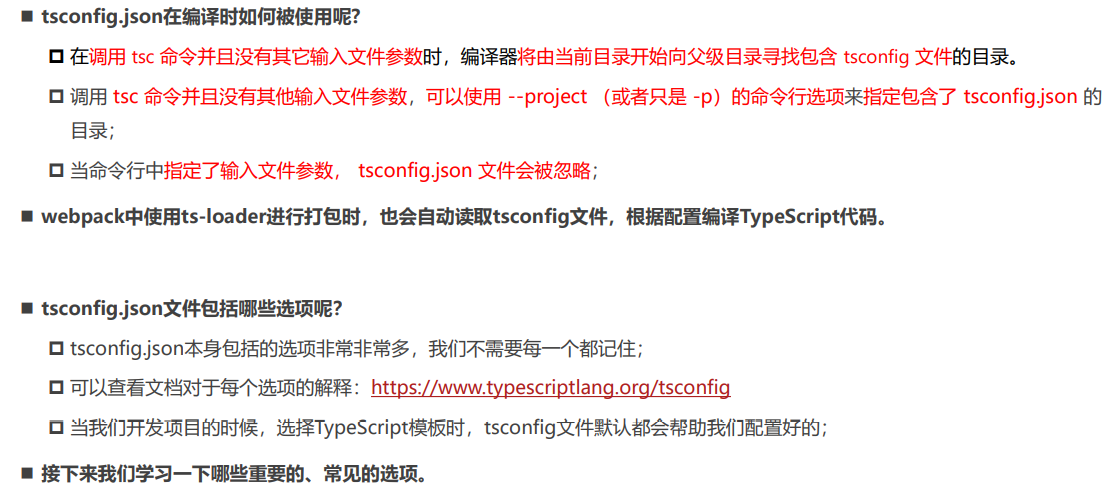 ■ tsconfig.json在编译时如何被使用呢?
❑ 在调用 tsc 命令并且没有其它输入文件参数时，编译器将由当前目录开始向父级目录寻找包含 tsconfig 文件的目录。
❑ 调用 tsc 命令并且没有其他输入文件参数，可以使用 --project （或者只是 -p）的命令行选项来指定包含了 tsconfig.json 的
目录；
❑ 当命令行中指定了输入文件参数， tsconfig.json 文件会被忽略；
■ webpack中使用ts-loader进行打包时，也会自动读取tsconfig文件，根据配置编译TypeScript代码。
■ tsconfig.json文件包括哪些选项呢？
❑ tsconfig.json本身包括的选项非常非常多，我们不需要每一个都记住；
❑ 可以查看文档对于每个选项的解释：https://www.typescriptlang.org/tsconfig
❑ 当我们开发项目的时候，选择TypeScript模板时，tsconfig文件默认都会帮助我们配置好的；
■ 接下来我们学习一下哪些重要的、常见的选项。